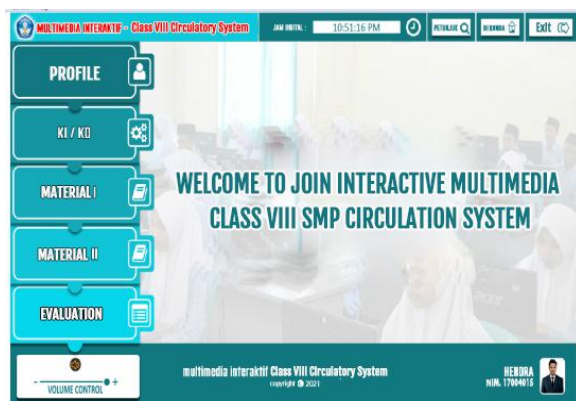 MULTIMEDIA INTERAKTIF - Class VIII Circulatory System
JAM DIGITAL : 10:51:16 PM
PETUNJUK
BERANDA
Exit
PROFILE
KI / KD
MATERIAL I
MATERIAL II
EVALUATION
WELCOME TO JOIN INTERACTIVE MULTIMEDIA
CLASS VIII SMP CIRCULATION SYSTEM
acer
- +
VOLUME CONTROL
multimedia interaktif Class VIII Circulatory System
copyright © 2021
HENDRA
NIM. 17004015